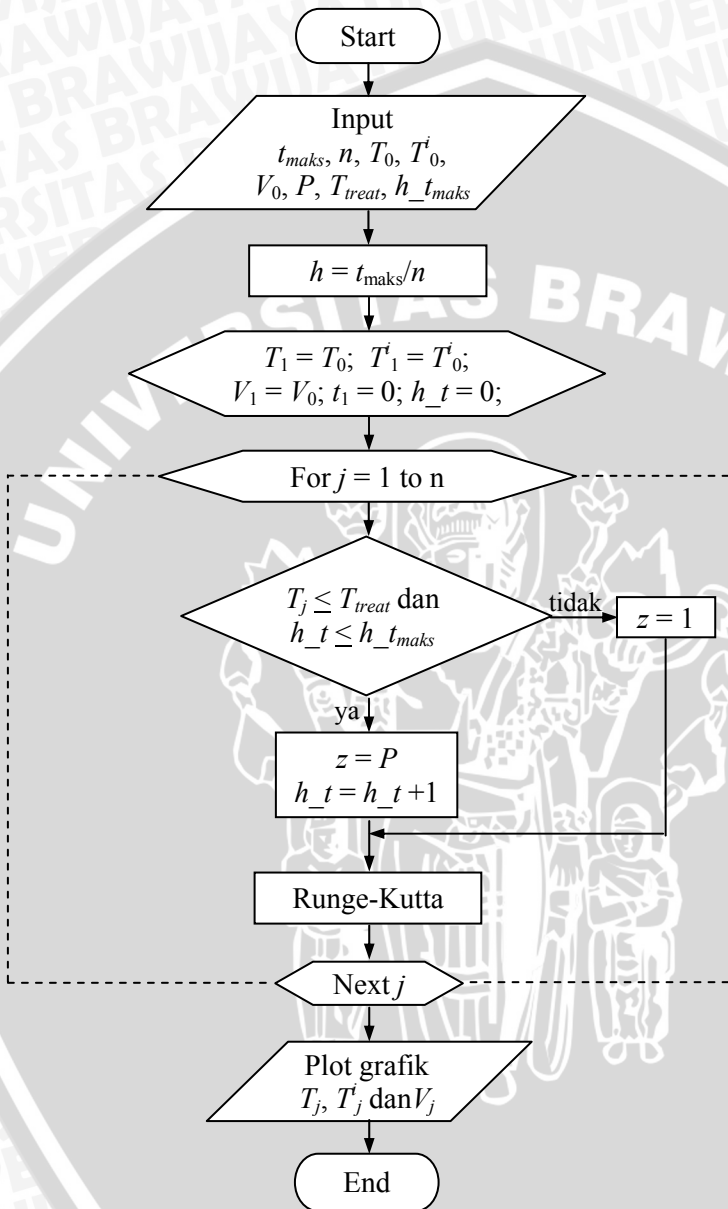 Start
Input
t_maks, n, T_0, T^i_0,
V_0, P, T_treat, h_t_maks
h = t_maks/n
T_1 = T_0; T^i_1 = T^i_0;
V_1 = V_0; t_1 = 0; h_t = 0;
For j = 1 to n
T_j ≤ T_treat dan
h_t ≤ h_t_maks
tidak
z = 1
ya
z = P
h_t = h_t +1
Runge-Kutta
Next j
Plot grafik
T_j, T^i_j dan V_j
End
UNIVERSITAS BRAW